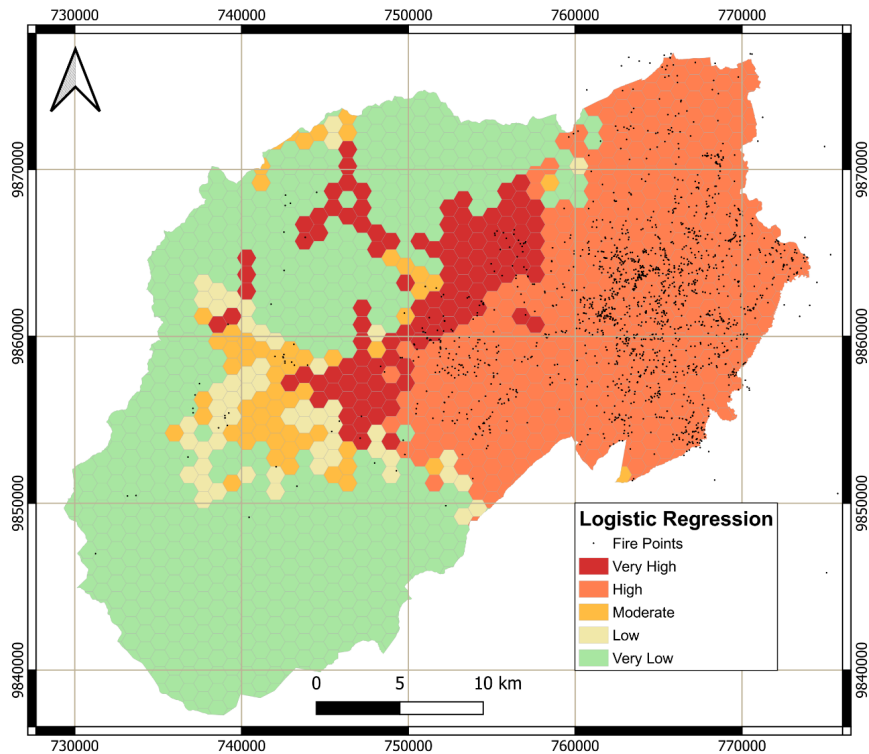 730000 740000 750000 760000 770000
9870000 9870000
9860000 9860000
9850000 9850000
9840000 9840000
Logistic Regression
Fire Points
Very High
High
Moderate
Low
Very Low
0 5 10 km
730000 740000 750000 760000 770000